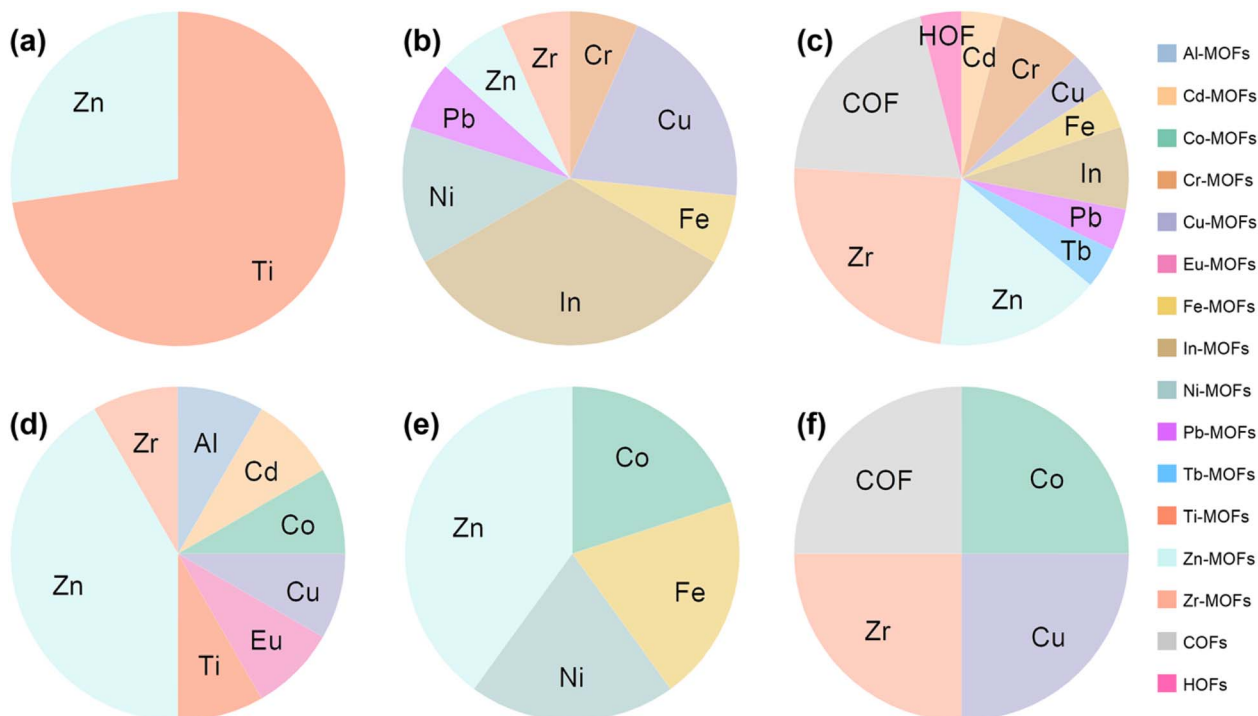 (a)
Zn
Ti
(b)
Cr
Cu
Fe
In
Ni
Pb
Zn
Zr
(c)
Cd
Cr
Cu
Fe
In
Pb
Tb
Zn
Zr
COF
HOF
(d)
Al
Cd
Co
Cu
Eu
Ti
Zn
Zr
(e)
Co
Fe
Ni
Zn
(f)
Co
Cu
Zr
COF
Al-MOFs
Cd-MOFs
Co-MOFs
Cr-MOFs
Cu-MOFs
Eu-MOFs
Fe-MOFs
In-MOFs
Ni-MOFs
Pb-MOFs
Tb-MOFs
Ti-MOFs
Zn-MOFs
Zr-MOFs
COFs
HOFs